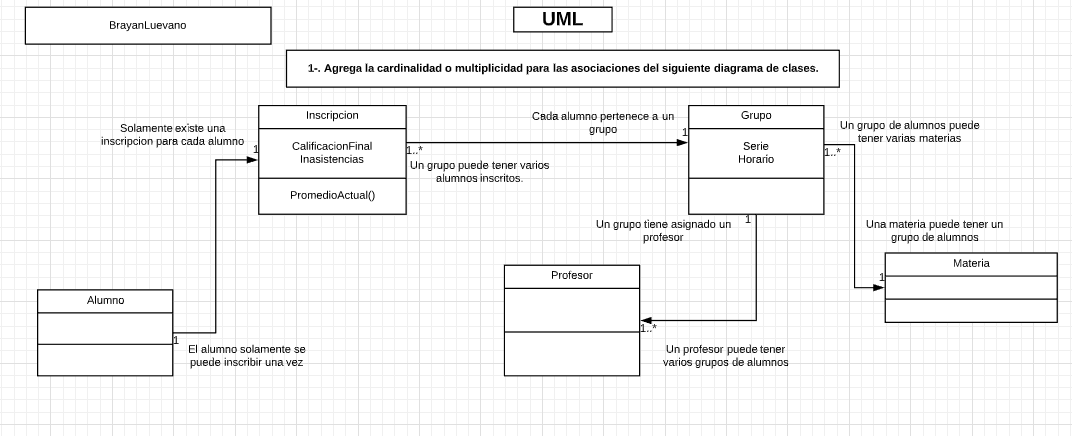 BrayanLuevano
UML
1-. Agrega la cardinalidad o multiplicidad para las asociaciones del siguiente diagrama de clases.
Solamente existe una
inscripcion para cada alumno
1
Inscripcion
CalificacionFinal
Inasistencias
PromedioActual()
1..*
Un grupo puede tener varios
alumnos inscritos.
Cada alumno pertenece a un
grupo
1
Grupo
Serie
Horario
1..*
Un grupo de alumnos puede
tener varias materias
Un grupo tiene asignado un
profesor
1
Una materia puede tener un
grupo de alumnos
1
Materia
Profesor
1..*
Un profesor puede tener
varios grupos de alumnos
Alumno
1
El alumno solamente se
puede inscribir una vez